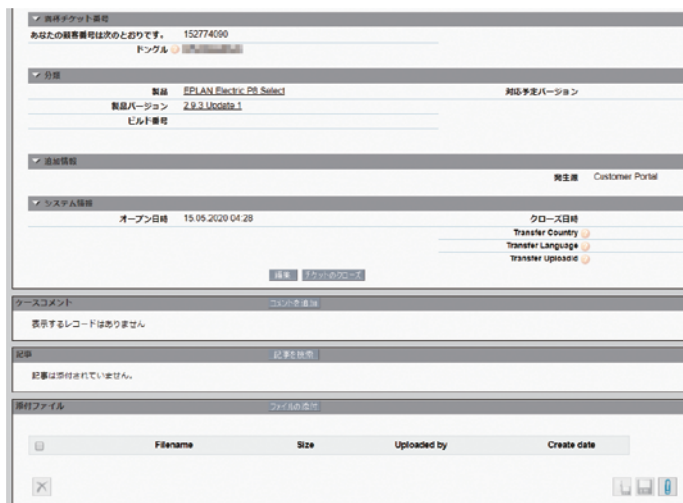 番号
あなたの顧客番号は次のとおりです。 152774090
ドングル
分類
製品 EPLAN Electric P8 Select 対応予定バージョン
製品バージョン 2.9.3 Update 1
ビルド番号
追加情報
発生源 Customer Portal
システム情報
オープン日時 15.05.2020 04:28 クローズ日時
Transfer Country
Transfer Language
Transfer UploadId
編集 チケットのクローズ
ケースコメント コメントを追加
表示するレコードはありません
記事 記事を検索
記事は添付されていません。
添付ファイル ファイルの添付
Filename Size Uploaded by Create date